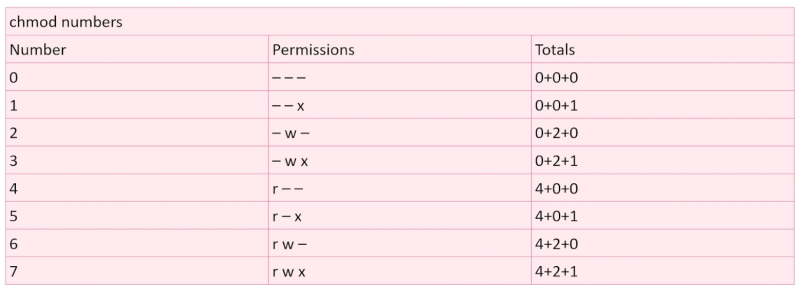 chmod numbers
Number Permissions Totals
0 – – – 0+0+0
1 – – x 0+0+1
2 – w – 0+2+0
3 – w x 0+2+1
4 r – – 4+0+0
5 r – x 4+0+1
6 r w – 4+2+0
7 r w x 4+2+1